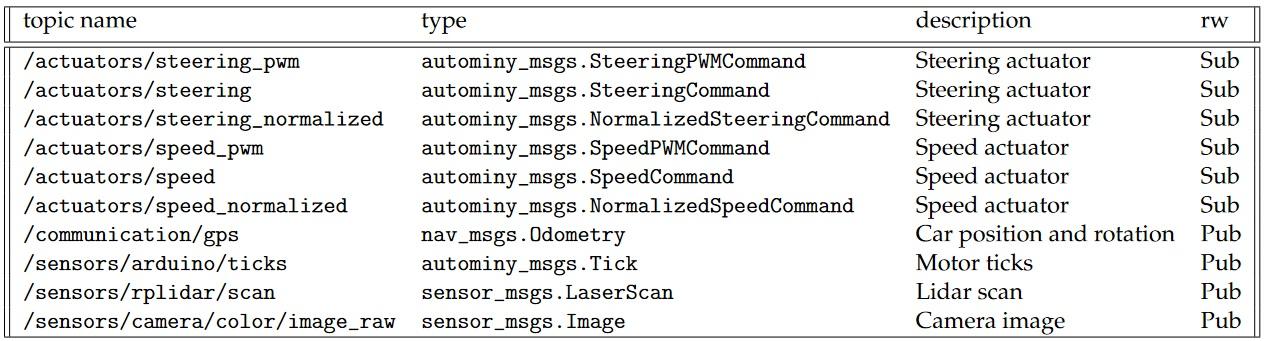 topic name type description rw
/actuators/steering_pwm autominy_msgs.SteeringPWMCommand Steering actuator Sub
/actuators/steering autominy_msgs.SteeringCommand Steering actuator Sub
/actuators/steering_normalized autominy_msgs.NormalizedSteeringCommand Steering actuator Sub
/actuators/speed_pwm autominy_msgs.SpeedPWMCommand Speed actuator Sub
/actuators/speed autominy_msgs.SpeedCommand Speed actuator Sub
/actuators/speed_normalized autominy_msgs.NormalizedSpeedCommand Speed actuator Sub
/communication/gps nav_msgs.Odometry Car position and rotation Pub
/sensors/arduino/ticks autominy_msgs.Tick Motor ticks Pub
/sensors/rplidar/scan sensor_msgs.LaserScan Lidar scan Pub
/sensors/camera/color/image_raw sensor_msgs.Image Camera image Pub